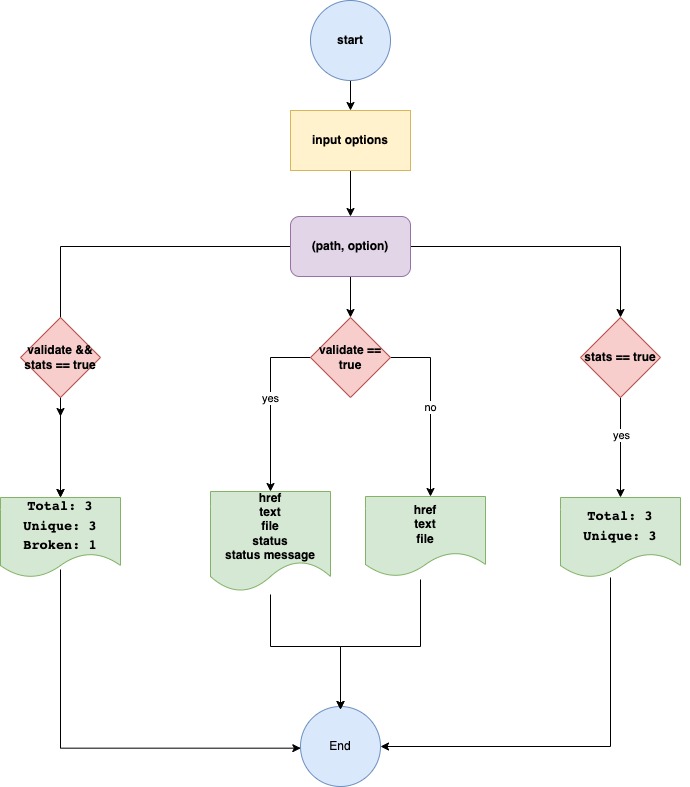 start
input options
(path, option)
validate &&
stats == true
validate ==
true
stats == true
yes
no
yes
Total: 3
Unique: 3
Broken: 1
href
text
file
status
status message
href
text
file
Total: 3
Unique: 3
End